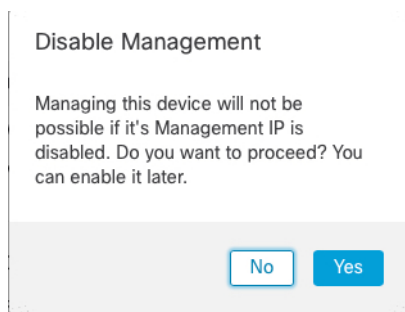 Disable Management
Managing this device will not be
possible if it's Management IP is
disabled. Do you want to proceed? You
can enable it later.
No
Yes